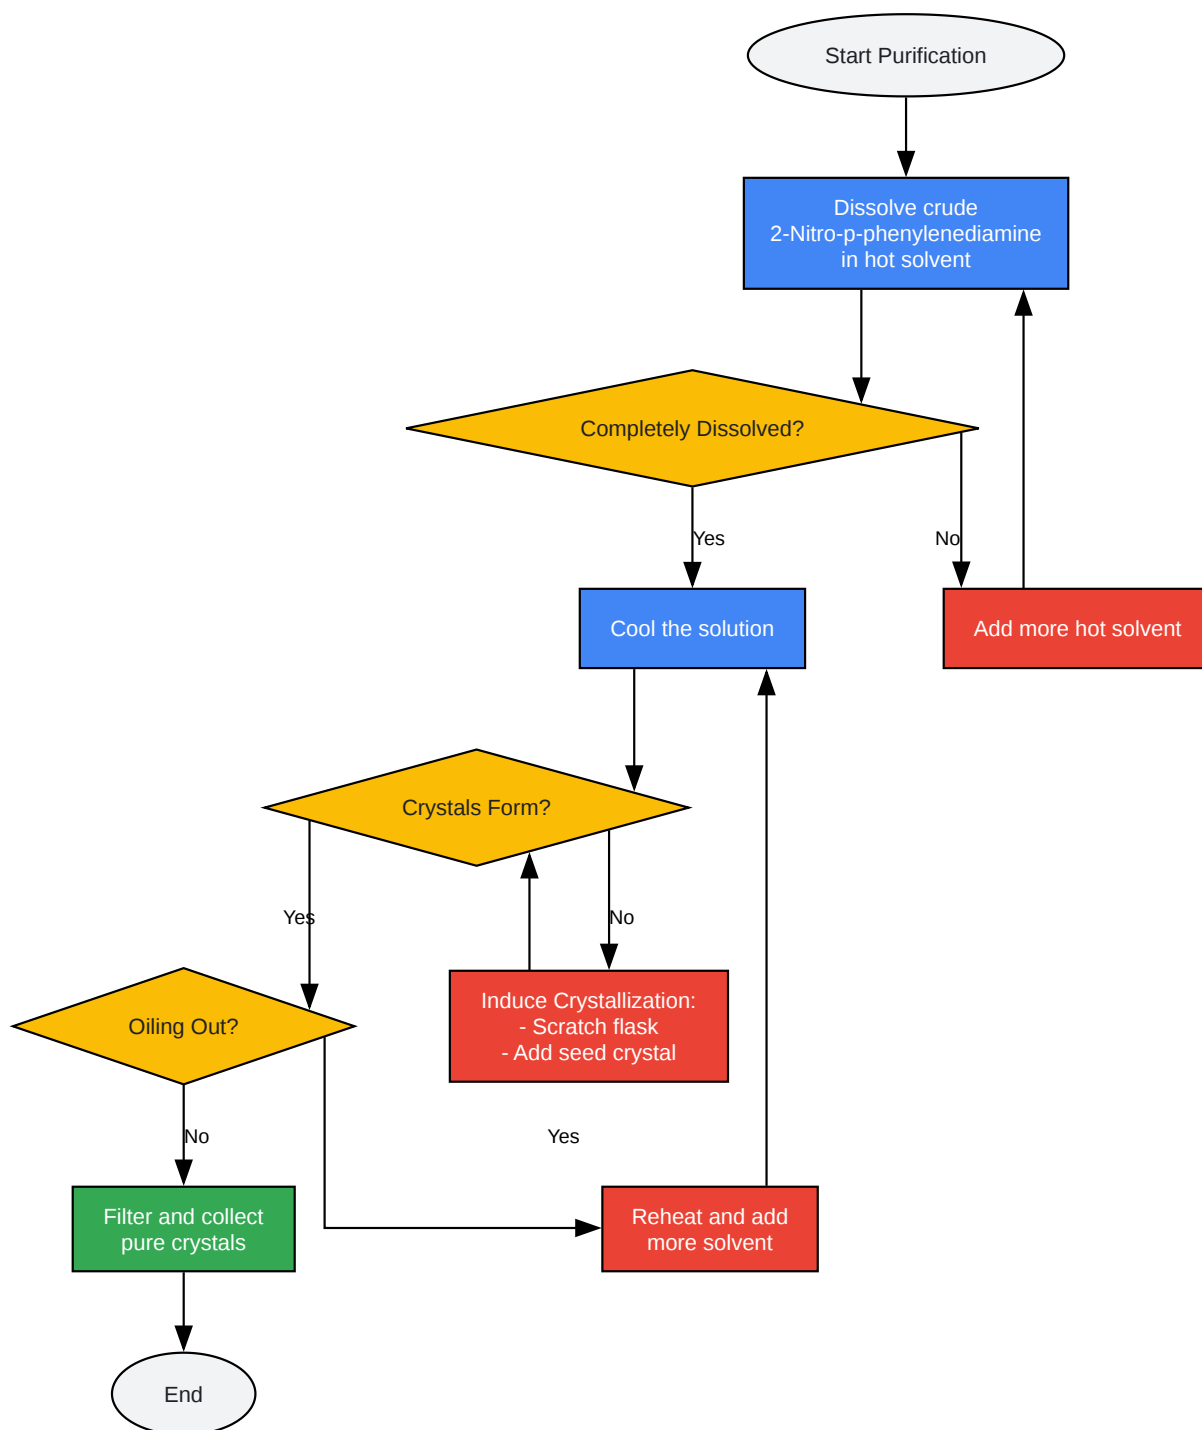 Start Purification
Dissolve crude
2-Nitro-p-phenylenediamine
in hot solvent
Completely Dissolved?
Yes
No
Cool the solution
Add more hot solvent
Crystals Form?
Yes
No
Induce Crystallization:
- Scratch flask
- Add seed crystal
Oiling Out?
No
Yes
Filter and collect
pure crystals
Reheat and add
more solvent
End